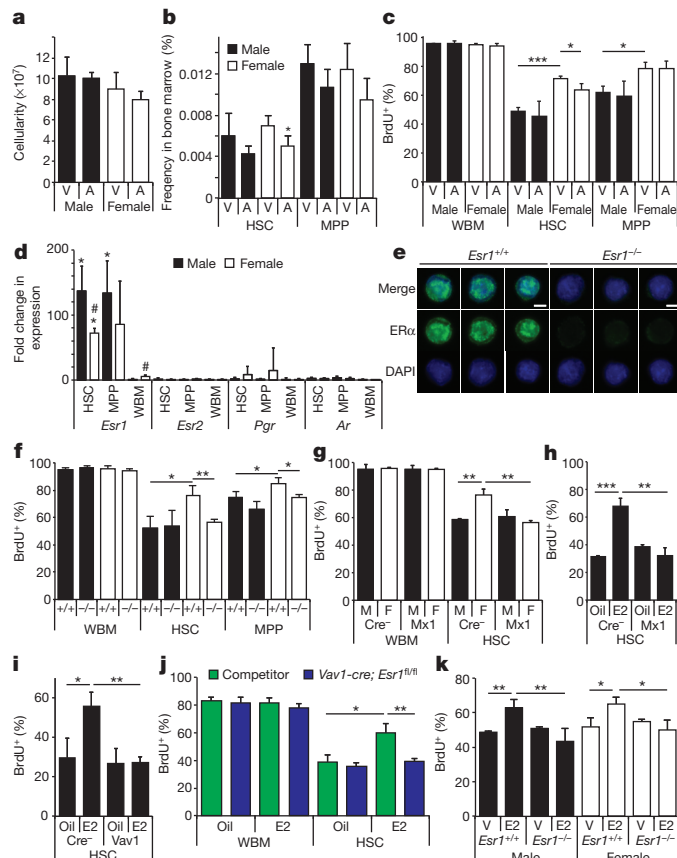 a
Cellularity (×10⁷)
12
10
8
6
4
2
0
V A V A
Male Female
b
Freqency in bone marrow (%)
0.012
0.008
0.004
Male
Female
*
V A V A V A V A
HSC MPP
c
BrdU⁺ (%)
100
80
60
40
20
0
*** * *
V A V A V A V A V A V A
Male Female Male Female Male Female
WBM HSC MPP
d
Fold change in expression
200
100
0
Male Female
* # * * #
HSC MPP WBM HSC MPP WBM HSC MPP WBM HSC MPP WBM
Esr1 Esr2 Pgr Ar
e
Esr1⁺/⁺ Esr1⁻/⁻
Merge
ERα
DAPI
f
BrdU⁺ (%)
100
80
60
40
20
0
* ** * *
+/+ −/− +/+ −/− +/+ −/− +/+ −/− +/+ −/− +/+ −/−
WBM HSC MPP
g
BrdU⁺ (%)
100
80
60
40
20
0
** **
M F M F M F M F
Cre⁻ Mx1 Cre⁻ Mx1
WBM HSC
h
BrdU⁺ (%)
100
80
60
40
20
0
*** **
Oil E2 Oil E2
Cre⁻ Mx1
HSC
i
BrdU⁺ (%)
60
40
20
0
* **
Oil E2 Oil E2
Cre⁻ Vav1
HSC
j
Competitor Vav1-cre; Esr1ᶠˡ/ᶠˡ
BrdU⁺ (%)
100
80
60
40
20
0
* **
Oil E2 Oil E2
WBM HSC
k
BrdU⁺ (%)
80
60
40
20
0
** ** * *
V E2 V E2 V E2 V E2
Esr1⁺/⁺ Esr1⁻/⁻ Esr1⁺/⁺ Esr1⁻/⁻
Male Female